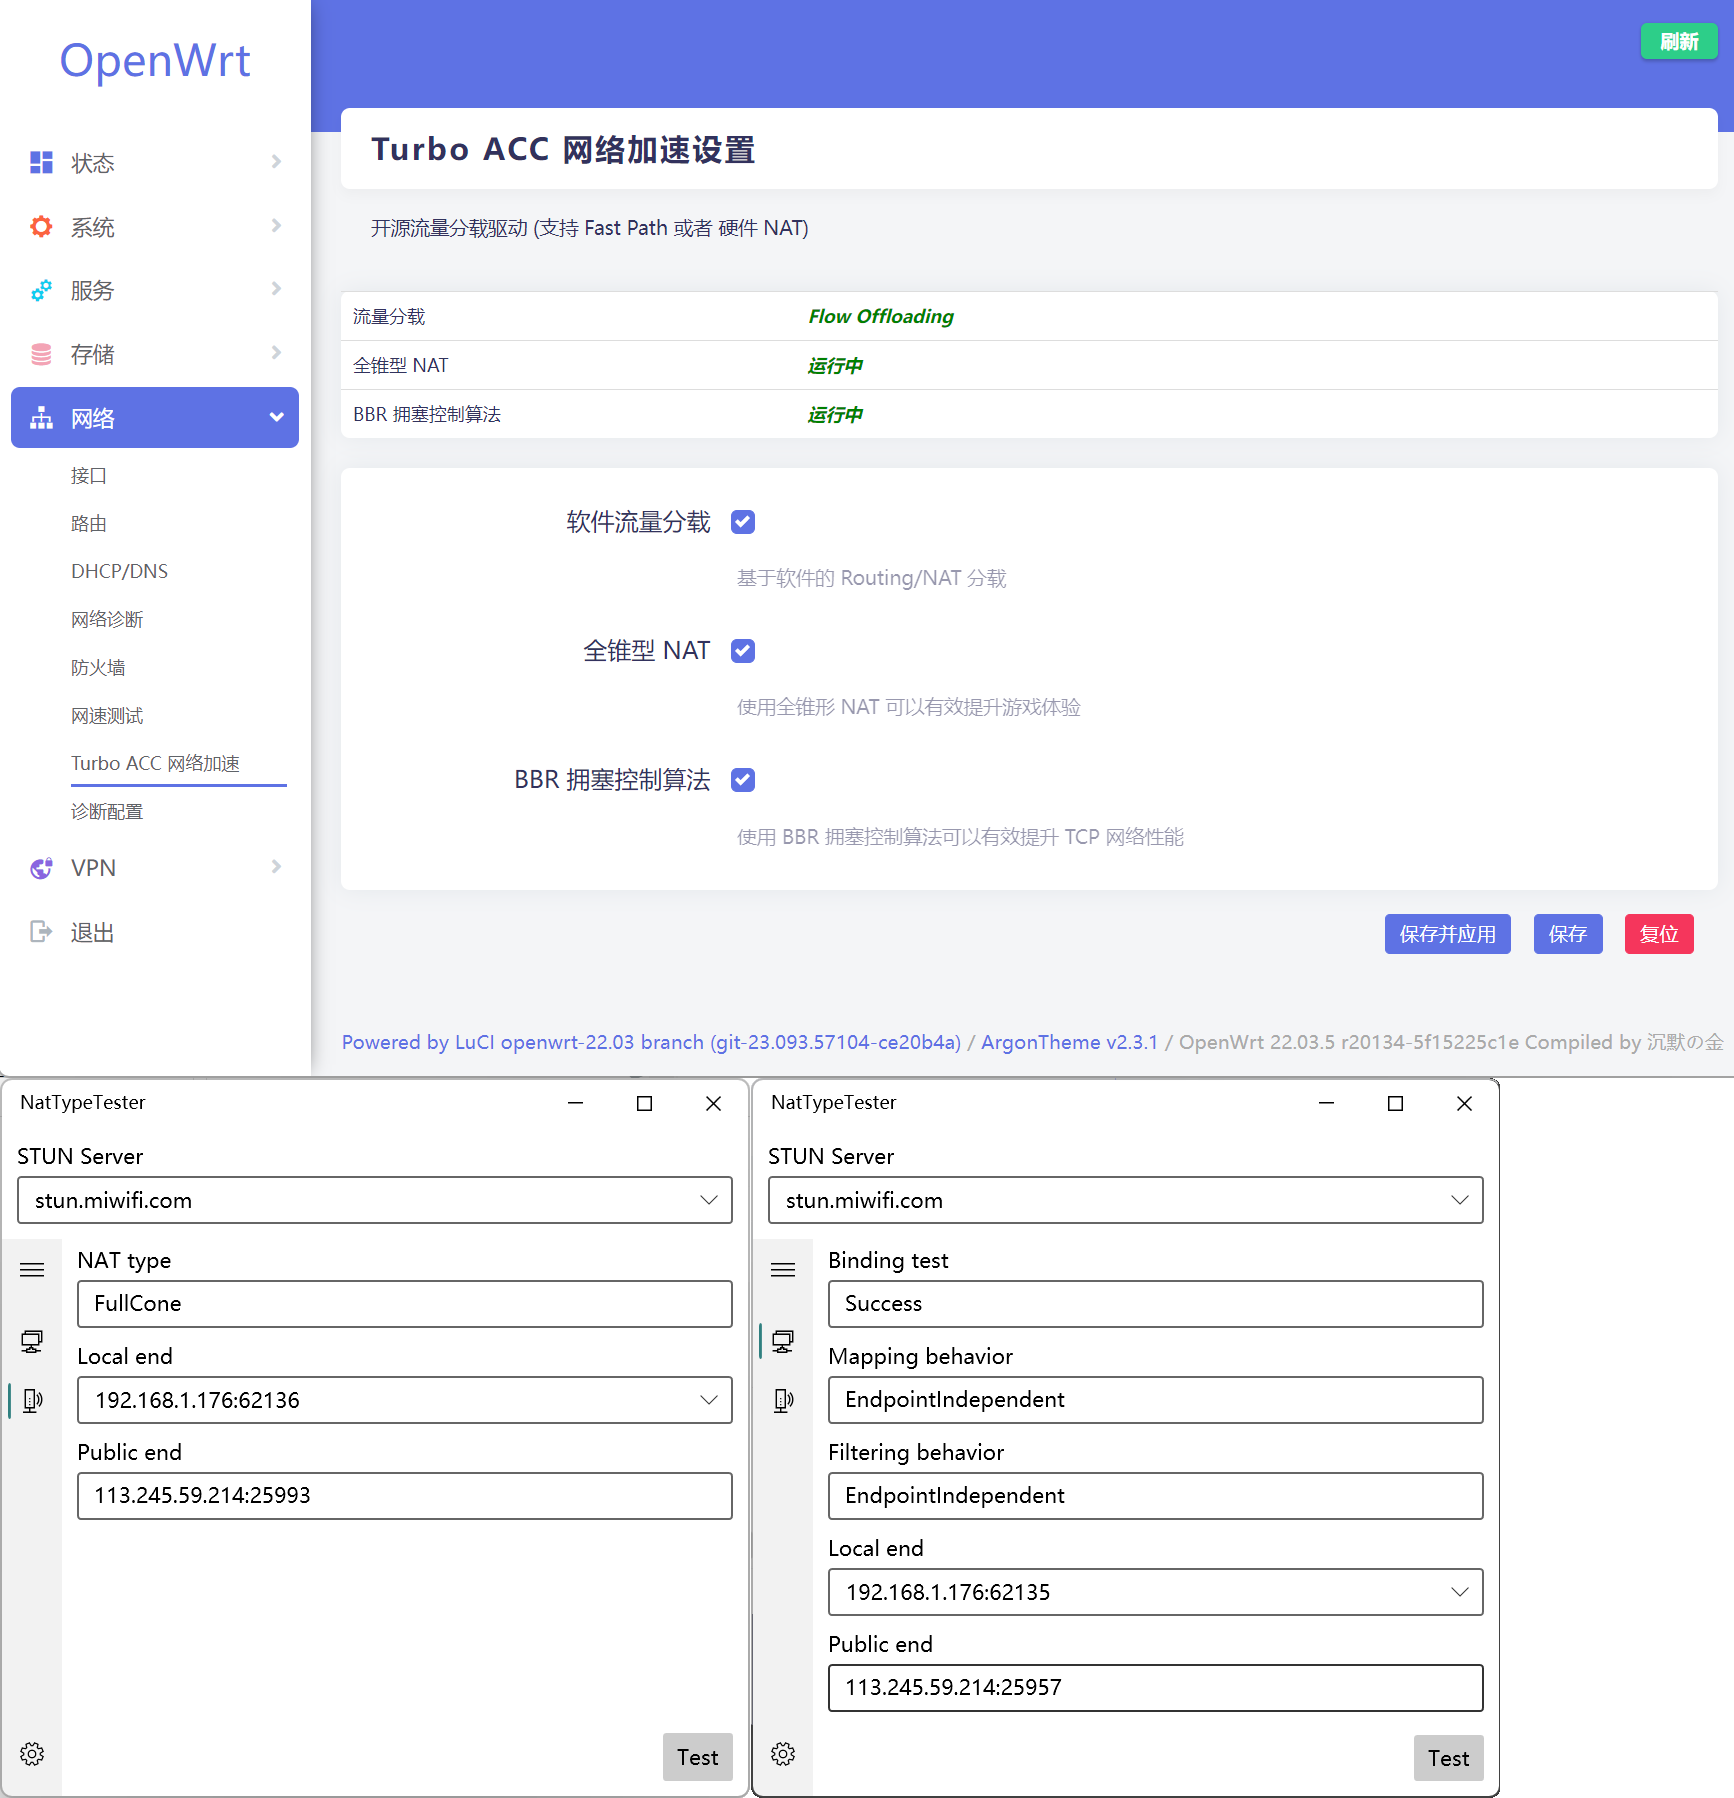 OpenWrt
刷新
状态
系统
服务
存储
网络
接口
路由
DHCP/DNS
网络诊断
防火墙
网速测试
Turbo ACC 网络加速
诊断配置
VPN
退出
Turbo ACC 网络加速设置
开源流量分载驱动 (支持 Fast Path 或者 硬件 NAT)
流量分载 Flow Offloading
全锥型 NAT 运行中
BBR 拥塞控制算法 运行中
软件流量分载
基于软件的 Routing/NAT 分载
全锥型 NAT
使用全锥形 NAT 可以有效提升游戏体验
BBR 拥塞控制算法
使用 BBR 拥塞控制算法可以有效提升 TCP 网络性能
保存并应用 保存 复位
Powered by LuCI openwrt-22.03 branch (git-23.093.57104-ce20b4a) / ArgonTheme v2.3.1 / OpenWrt 22.03.5 r20134-5f15225c1e Compiled by 沉默の金
NatTypeTester
STUN Server
stun.miwifi.com
NAT type
FullCone
Local end
192.168.1.176:62136
Public end
113.245.59.214:25993
Test
NatTypeTester
STUN Server
stun.miwifi.com
Binding test
Success
Mapping behavior
EndpointIndependent
Filtering behavior
EndpointIndependent
Local end
192.168.1.176:62135
Public end
113.245.59.214:25957
Test